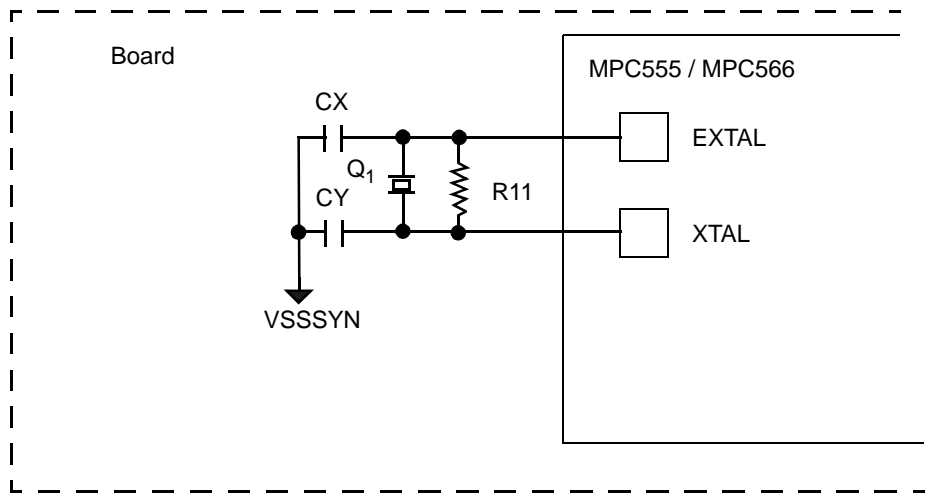 Board
MPC555 / MPC566
CX
EXTAL
Q1
R11
CY
XTAL
VSSSYN